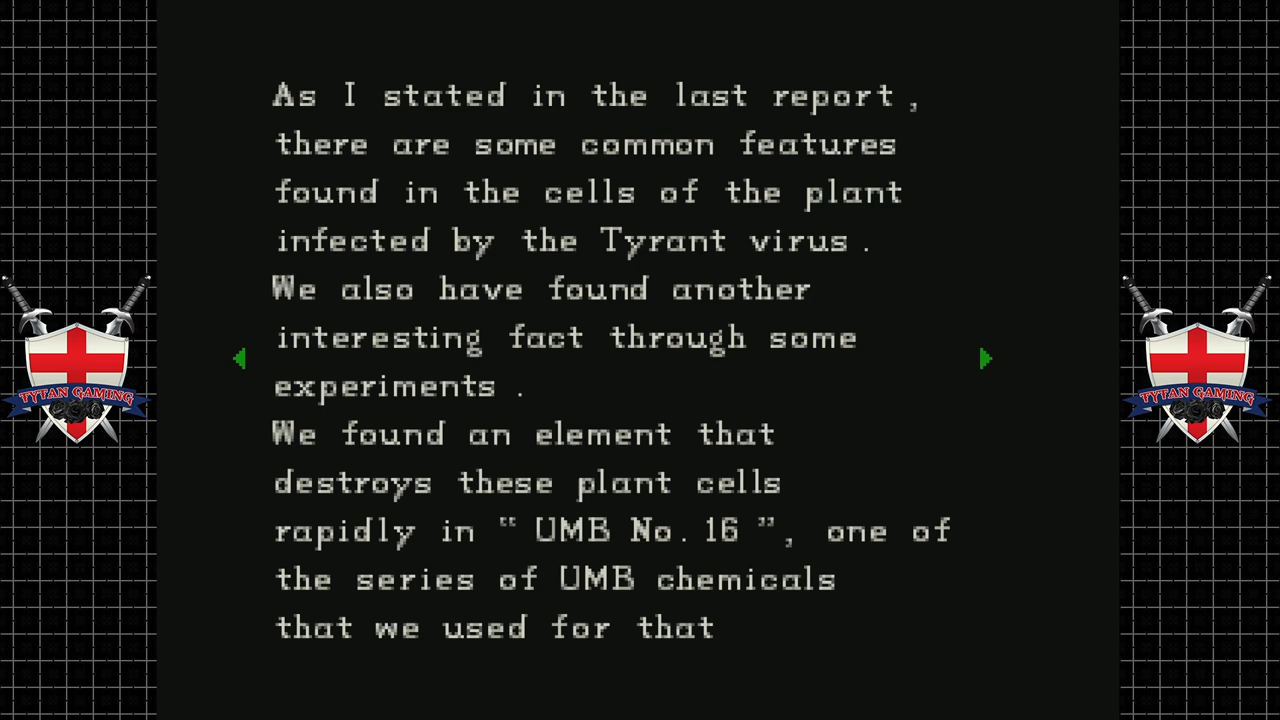 As I stated in the last report,
there are some common features
found in the cells of the plant
infected by the Tyrant virus.
We also have found another
interesting fact through some
experiments.
We found an element that
destroys these plant cells
rapidly in “ UMB No. 16 ”, one of
the series of UMB chemicals
that we used for that
TYTAN GAMING
TYTAN GAMING